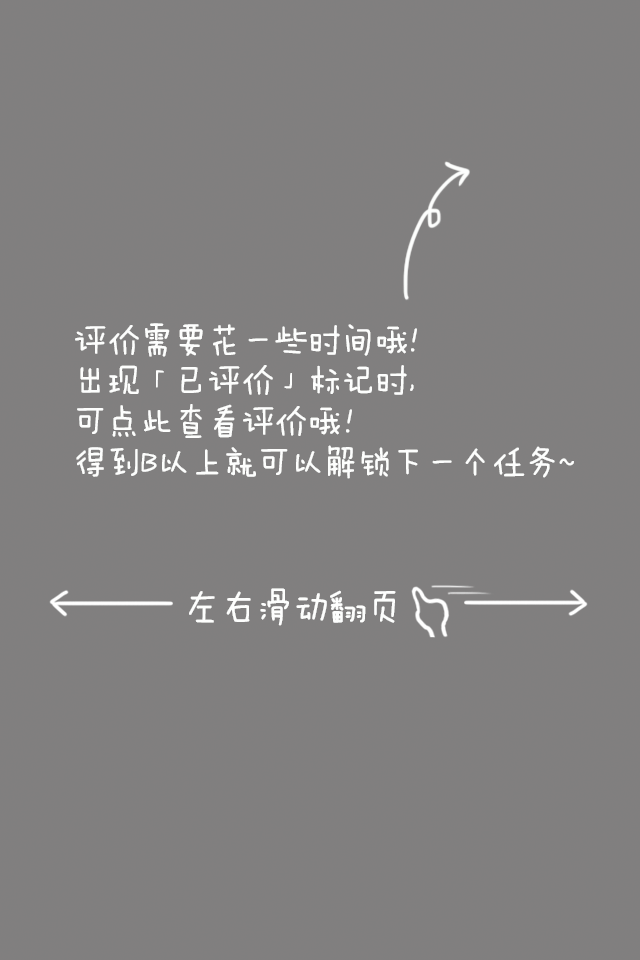 评价需要花一些时间哦!
出现「已评价」标记时,
可点此查看评价哦!
得到B以上就可以解锁下一个任务~
左右滑动翻页